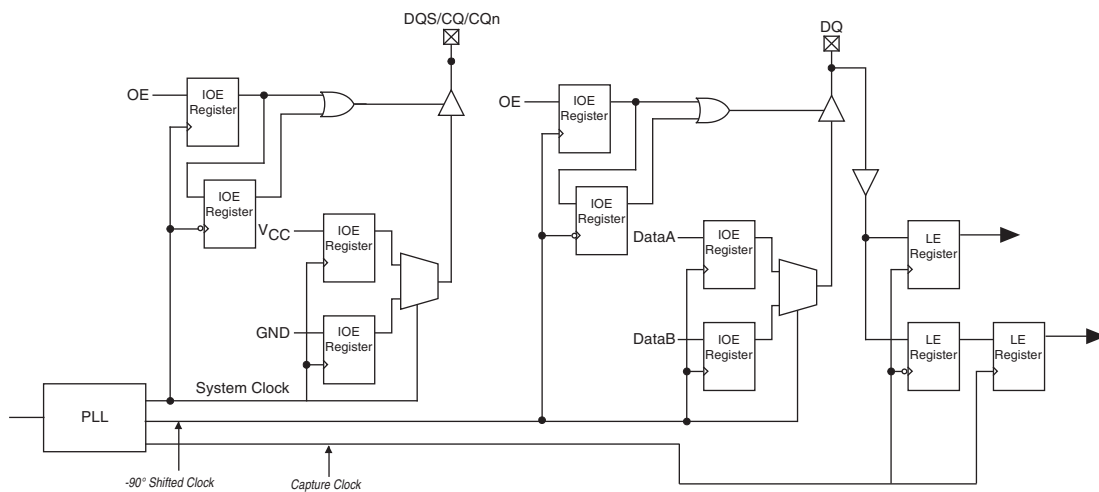 DQS/CQ/CQn
DQ
OE
IOE
Register
OE
IOE
Register
IOE
Register
IOE
Register
VCC
IOE
Register
DataA
IOE
Register
LE
Register
GND
IOE
Register
DataB
IOE
Register
LE
Register
LE
Register
System Clock
PLL
-90° Shifted Clock
Capture Clock